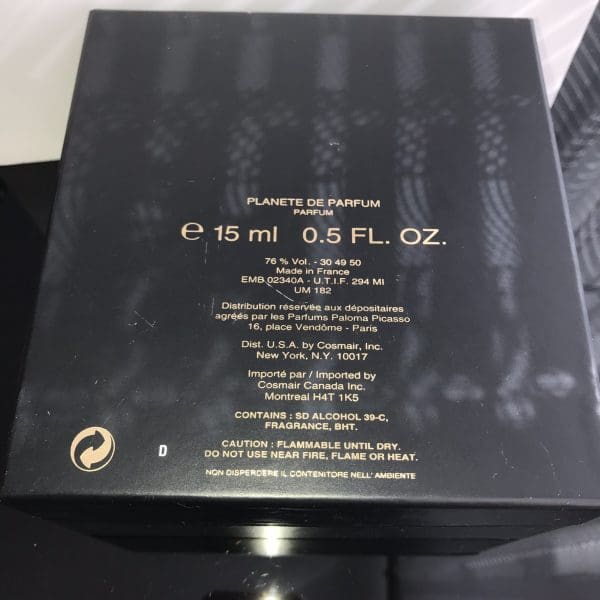 PLANETE DE PARFUM
PARFUM
℮ 15 ml 0.5 FL. OZ.
76 % Vol. - 30 49 50
Made in France
EMB 02340A - U.T.I.F. 294 MI
UM 182
Distribution réservée aux dépositaires
agréés par les Parfums Paloma Picasso
16, place Vendôme - Paris
Dist. U.S.A. by Cosmair, Inc.
New York, N.Y. 10017
Importé par / Imported by
Cosmair Canada Inc.
Montreal H4T 1K5
CONTAINS : SD ALCOHOL 39-C,
FRAGRANCE, BHT.
CAUTION : FLAMMABLE UNTIL DRY.
DO NOT USE NEAR FIRE, FLAME OR HEAT.
NON DISPERDERE IL CONTENITORE NELL' AMBIENTE
D